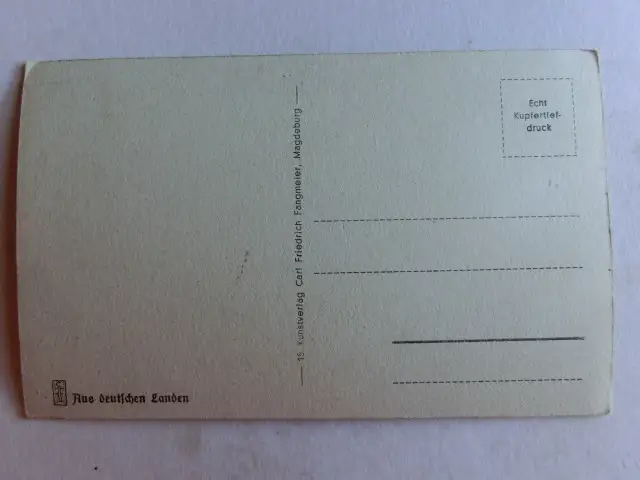 Echt
Kupfertief-
druck
15 Kunstverlag Carl Friedrich Fangmeier, Magdeburg
Aus deutschen Landen